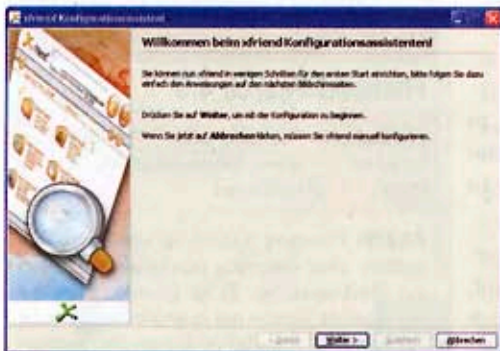 xfriend Konfigurationsassistent
Willkommen beim xfriend Konfigurationsassistenten!
Sie können nun xfriend in wenigen Schritten für den ersten Start einrichten, bitte folgen Sie dazu
einfach den Anweisungen auf den nächsten Bildschirmseiten.
Drücken Sie auf Weiter, um mit der Konfiguration zu beginnen.
Wenn Sie jetzt auf Abbrechen klicken, müssen Sie xfriend manuell konfigurieren.
Weiter > Abbrechen